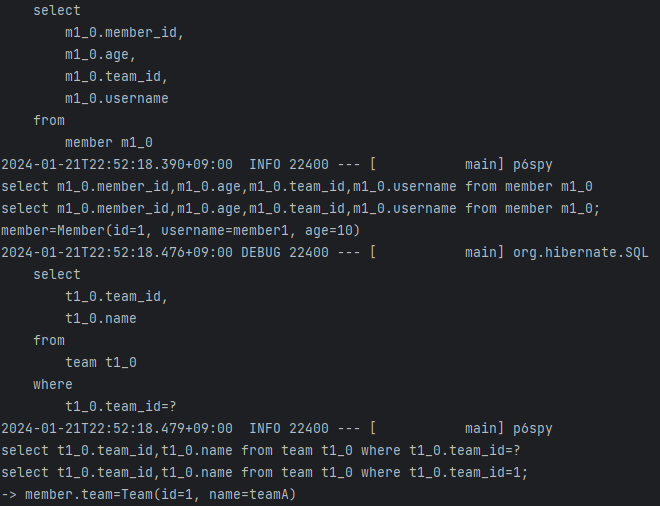 select
m1_0.member_id,
m1_0.age,
m1_0.team_id,
m1_0.username
from
member m1_0
2024-01-21T22:52:18.390+09:00  INFO 22400 --- [           main] p6spy
select m1_0.member_id,m1_0.age,m1_0.team_id,m1_0.username from member m1_0
select m1_0.member_id,m1_0.age,m1_0.team_id,m1_0.username from member m1_0;
member=Member(id=1, username=member1, age=10)
2024-01-21T22:52:18.476+09:00 DEBUG 22400 --- [           main] org.hibernate.SQL
select
t1_0.team_id,
t1_0.name
from
team t1_0
where
t1_0.team_id=?
2024-01-21T22:52:18.479+09:00  INFO 22400 --- [           main] p6spy
select t1_0.team_id,t1_0.name from team t1_0 where t1_0.team_id=?
select t1_0.team_id,t1_0.name from team t1_0 where t1_0.team_id=1;
-> member.team=Team(id=1, name=teamA)